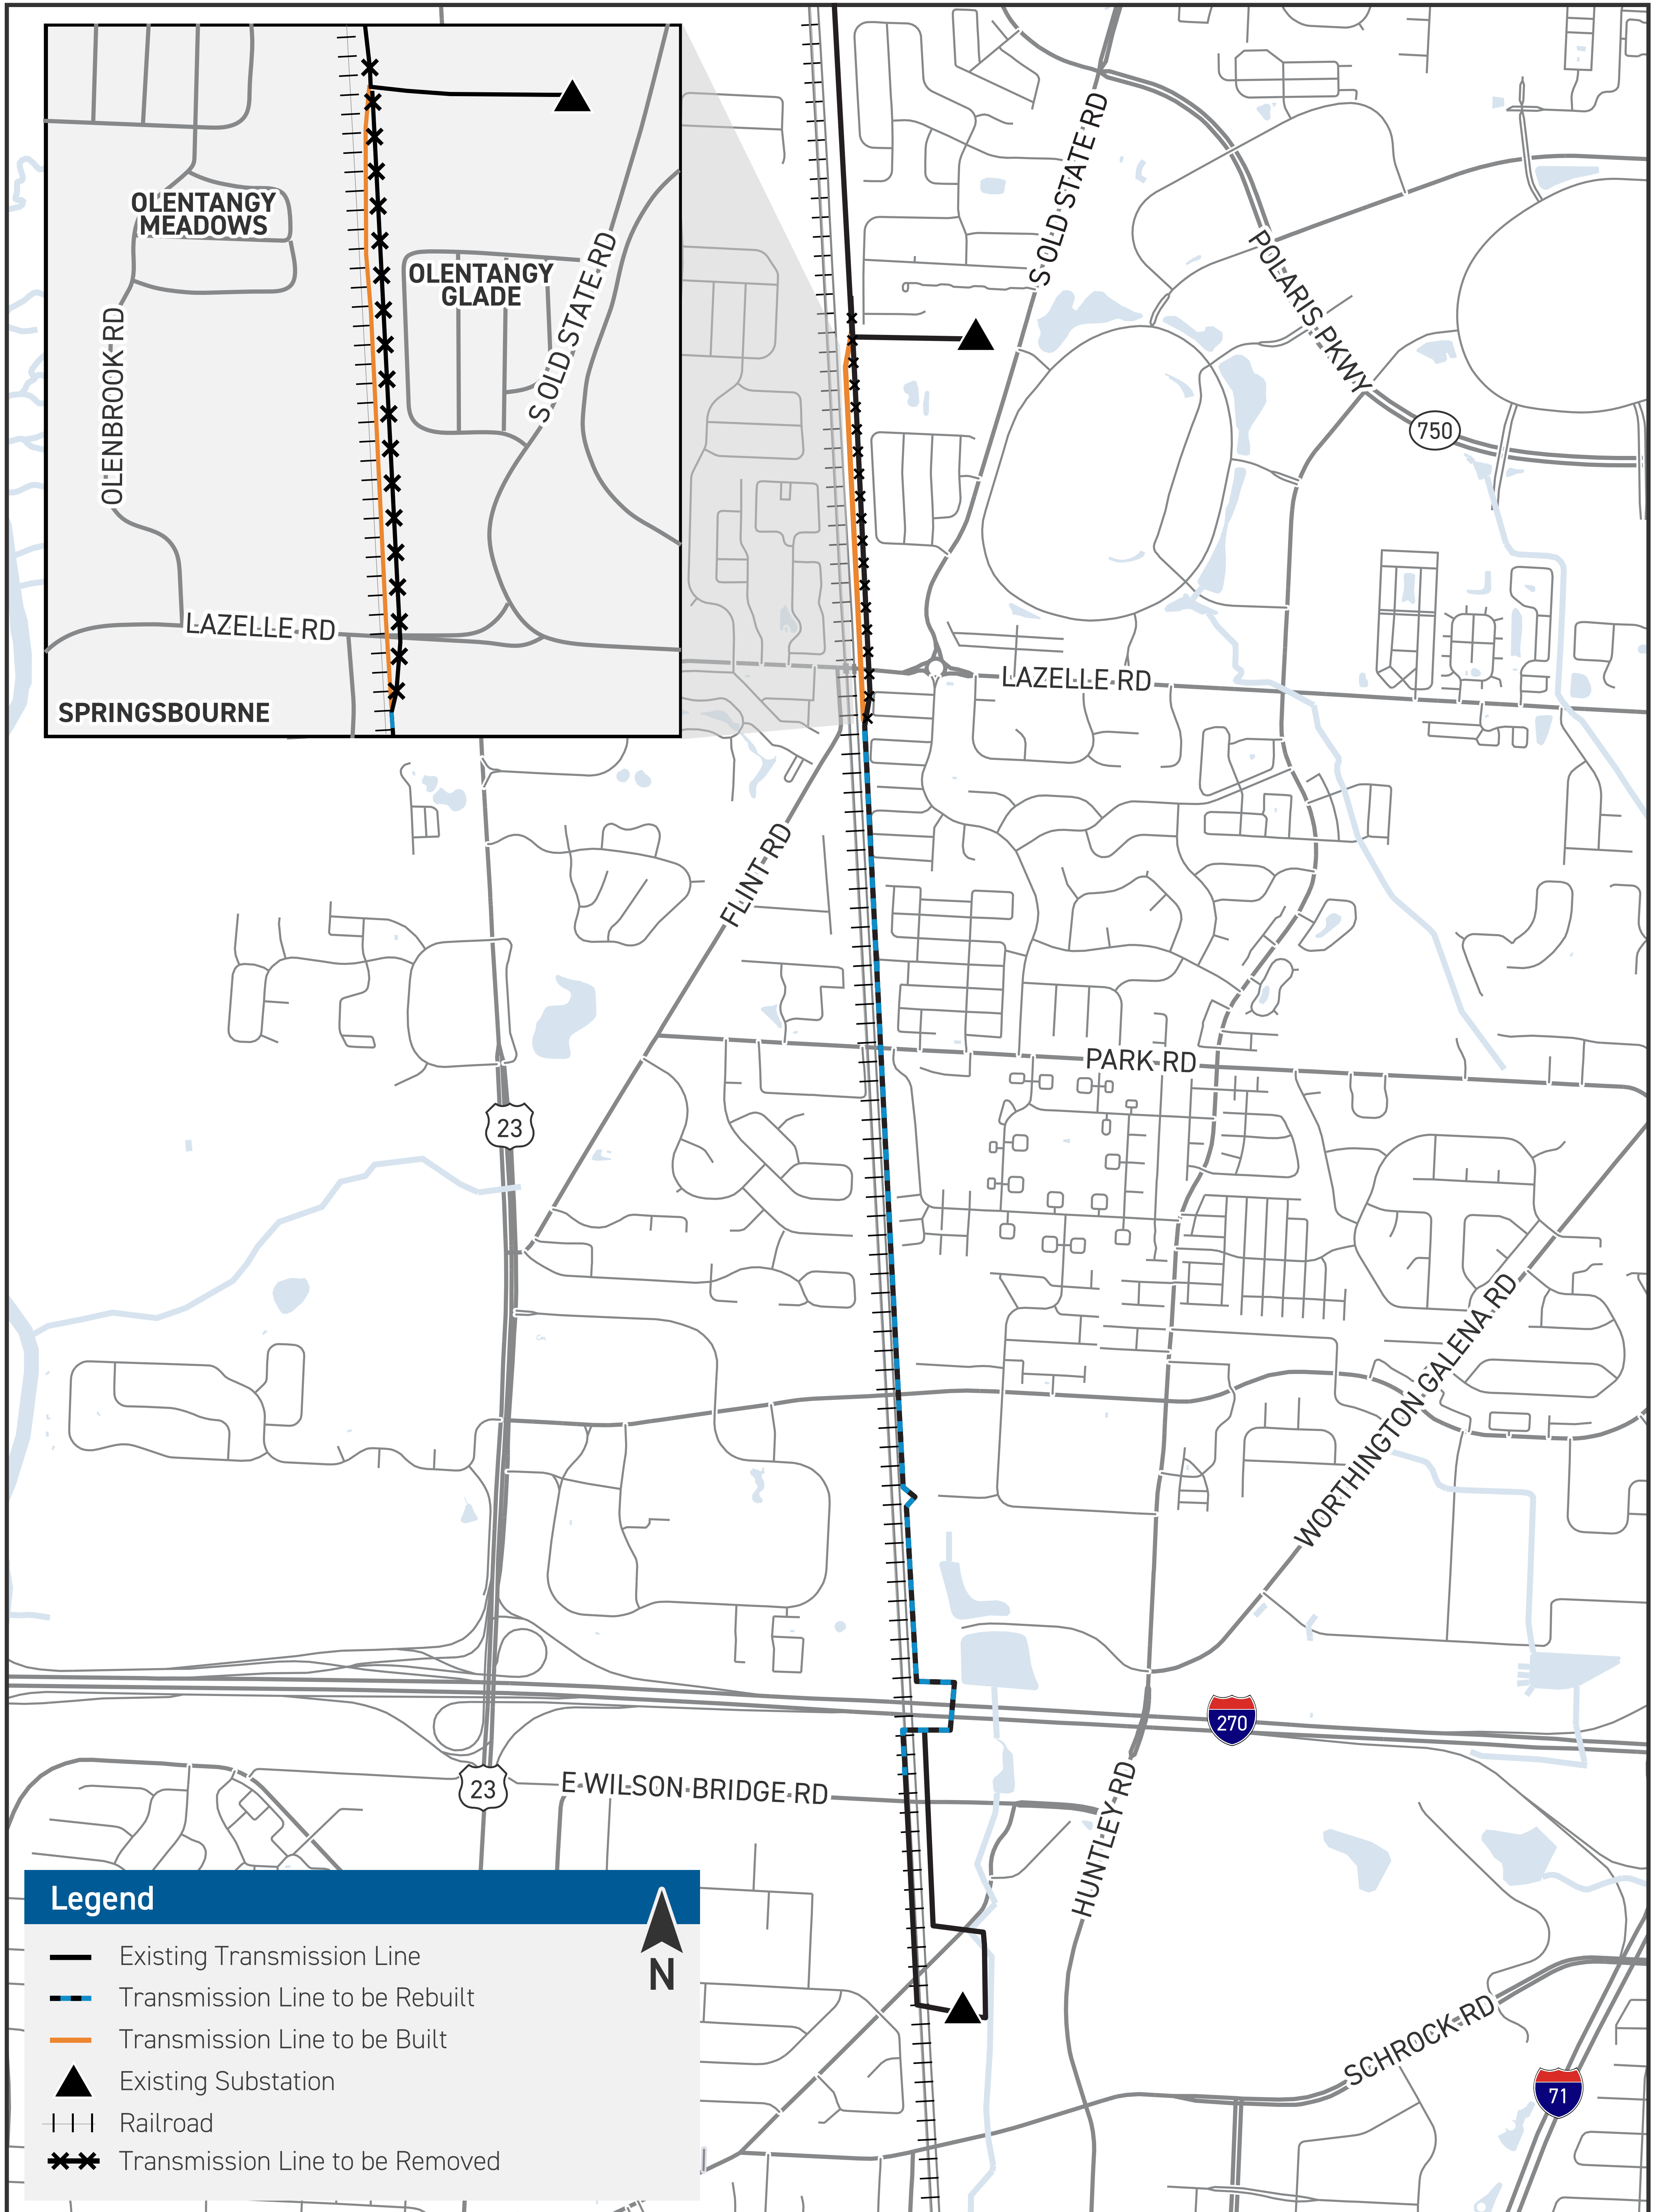 OLENTANGY
MEADOWS
OLENTANGY
GLADE
OLENBROOK RD
S OLD STATE RD
LAZELLE RD
SPRINGSBOURNE
S OLD STATE RD
POLARIS PKWY
750
LAZELLE RD
FLINT RD
PARK RD
23
WORTHINGTON GALENA RD
270
23
E WILSON BRIDGE RD
HUNTLEY RD
SCHROCK RD
71
Legend
N
Existing Transmission Line
Transmission Line to be Rebuilt
Transmission Line to be Built
Existing Substation
Railroad
Transmission Line to be Removed